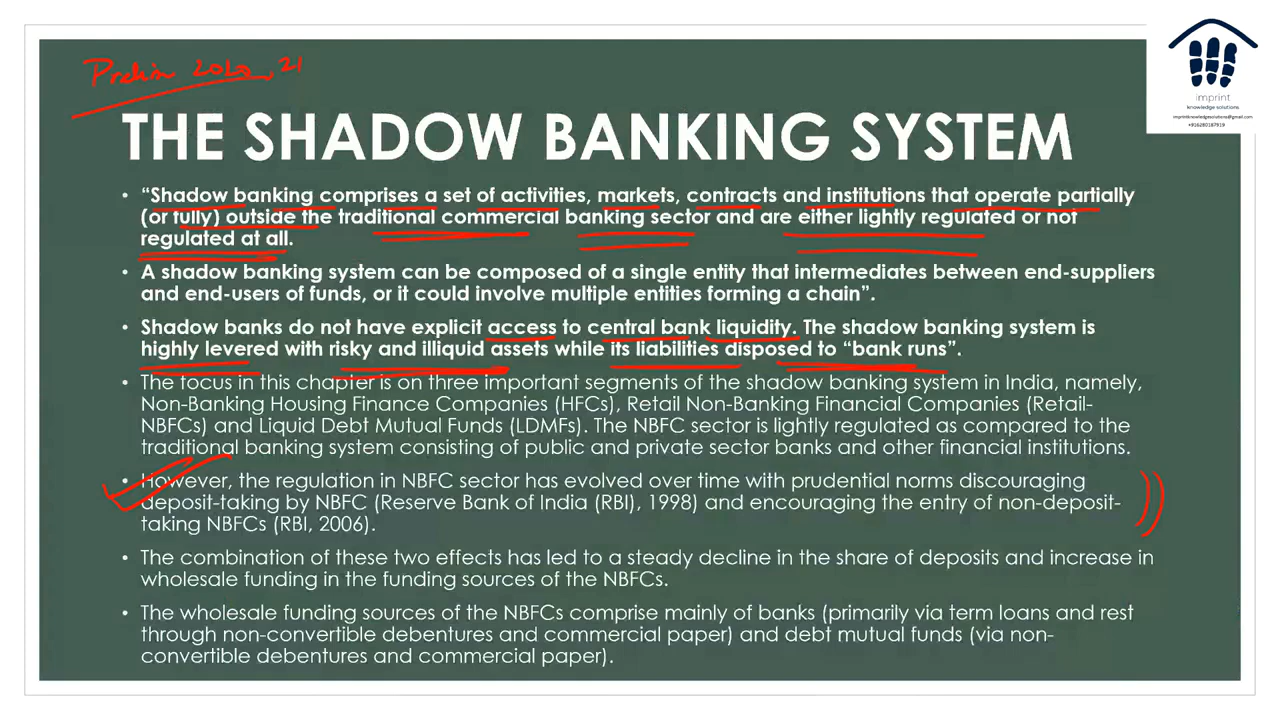 Prelim 2020, 21
imprint
knowledge solutions
imprintknowledgesolutions@gmail.com
+916280187919
THE SHADOW BANKING SYSTEM
• “Shadow banking comprises a set of activities, markets, contracts and institutions that operate partially
(or fully) outside the traditional commercial banking sector and are either lightly regulated or not
regulated at all.
• A shadow banking system can be composed of a single entity that intermediates between end-suppliers
and end-users of funds, or it could involve multiple entities forming a chain”.
• Shadow banks do not have explicit access to central bank liquidity. The shadow banking system is
highly levered with risky and illiquid assets while its liabilities disposed to “bank runs”.
• The focus in this chapter is on three important segments of the shadow banking system in India, namely,
Non-Banking Housing Finance Companies (HFCs), Retail Non-Banking Financial Companies (Retail-
NBFCs) and Liquid Debt Mutual Funds (LDMFs). The NBFC sector is lightly regulated as compared to the
traditional banking system consisting of public and private sector banks and other financial institutions.
• However, the regulation in NBFC sector has evolved over time with prudential norms discouraging
deposit-taking by NBFC (Reserve Bank of India (RBI), 1998) and encouraging the entry of non-deposit-
taking NBFCs (RBI, 2006).
• The combination of these two effects has led to a steady decline in the share of deposits and increase in
wholesale funding in the funding sources of the NBFCs.
• The wholesale funding sources of the NBFCs comprise mainly of banks (primarily via term loans and rest
through non-convertible debentures and commercial paper) and debt mutual funds (via non-
convertible debentures and commercial paper).